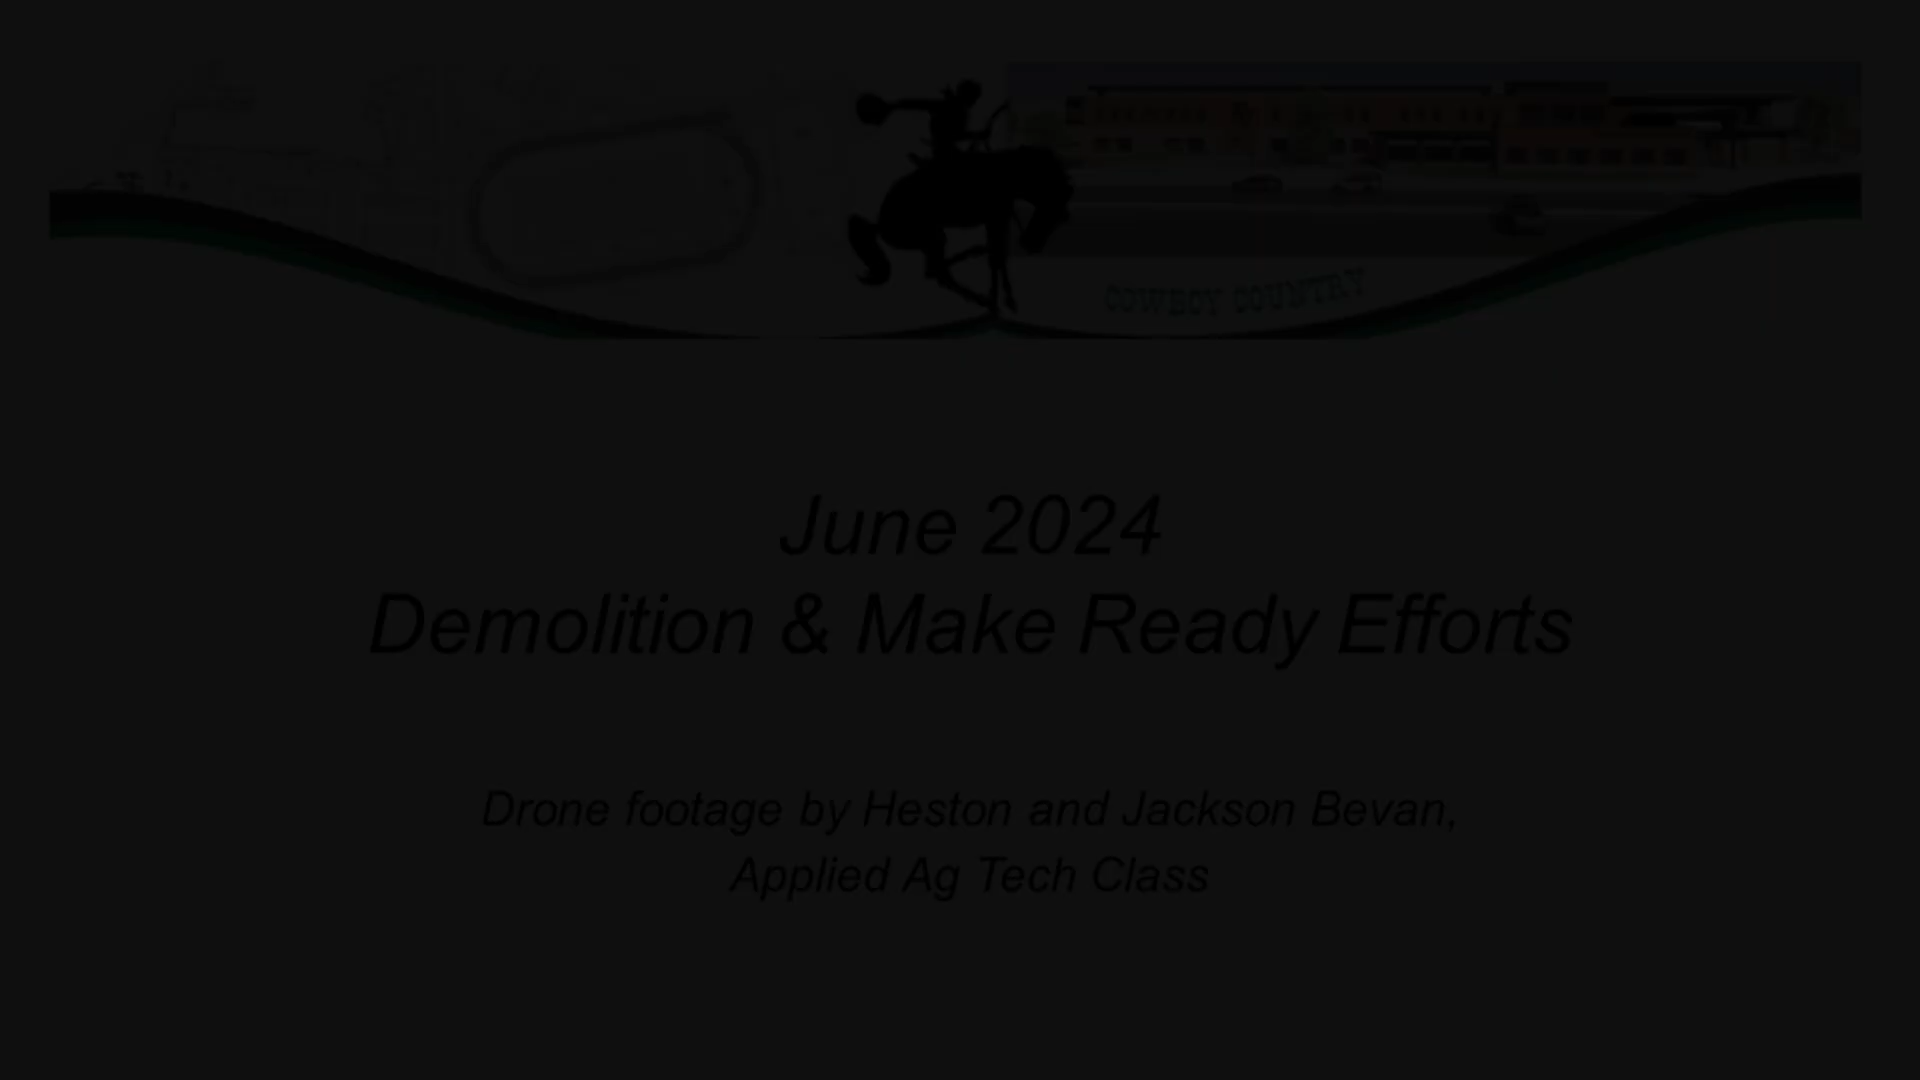 COWBOY COUNTRY
June 2024
Demolition & Make Ready Efforts
Drone footage by Heston and Jackson Bevan,
Applied Ag Tech Class